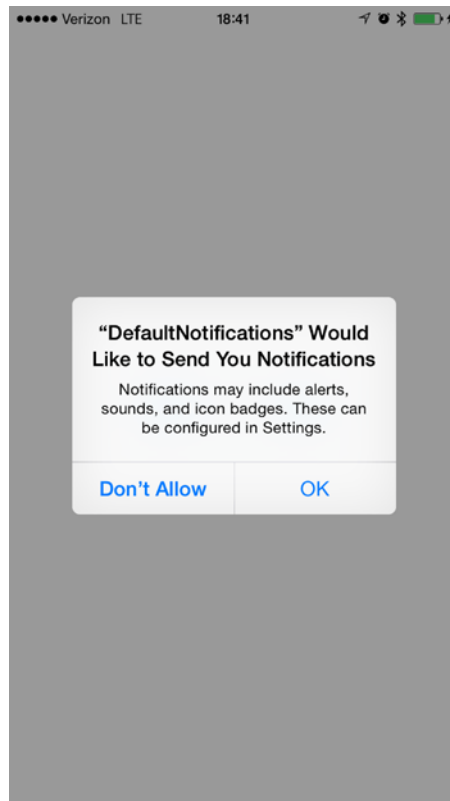 Verizon LTE 18:41
“DefaultNotifications” Would
Like to Send You Notifications
Notifications may include alerts,
sounds, and icon badges. These can
be configured in Settings.
Don’t Allow OK